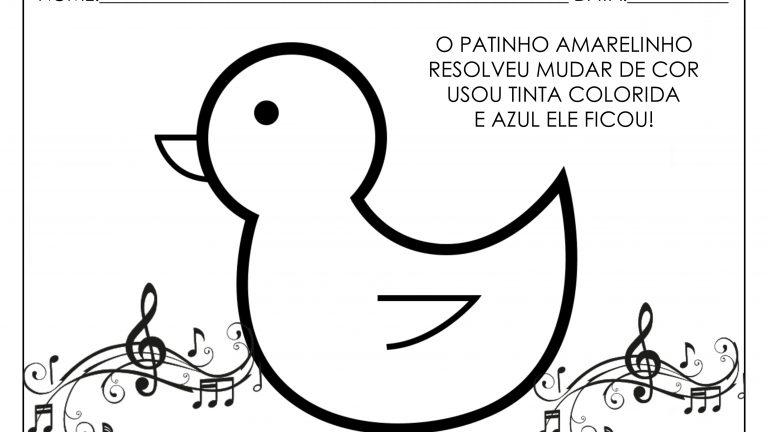 O PATINHO AMARELINHO
RESOLVEU MUDAR DE COR
USOU TINTA COLORIDA
E AZUL ELE FICOU!